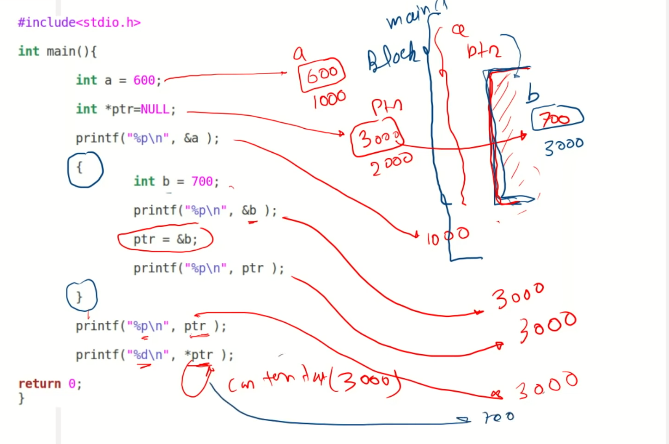 #include<stdio.h>
main()
int main(){
a
a
Block
ptr
int a = 600;
600
1000
b
int *ptr=NULL;
ptr
700
3000
3000
printf("%p\n", &a );
2000
{
int b = 700;
printf("%p\n", &b );
1000
ptr = &b;
printf("%p\n", ptr );
}
3000
3000
printf("%p\n", ptr );
printf("%d\n", *ptr );
3000
return 0;
(3000)
700
}